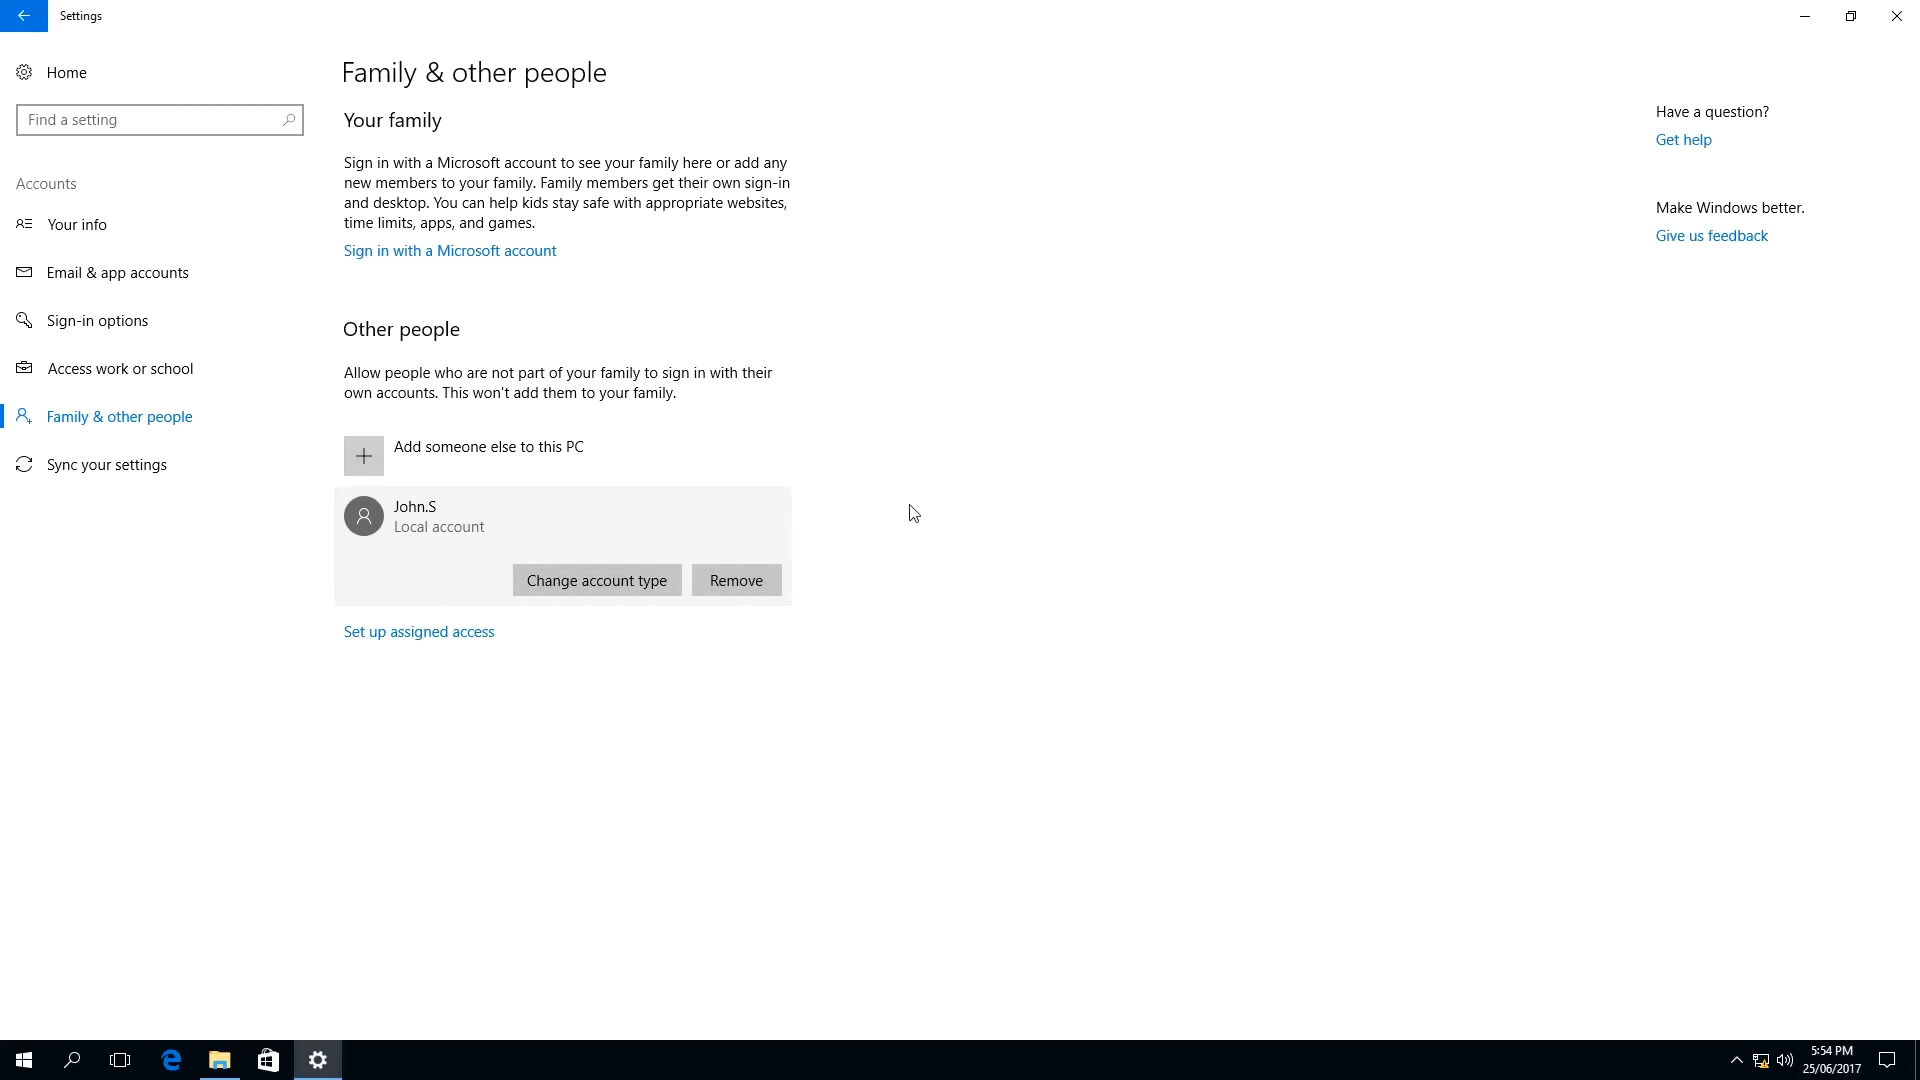 Settings
Home
Find a setting
Accounts
Your info
Email & app accounts
Sign-in options
Access work or school
Family & other people
Sync your settings
Family & other people
Your family
Sign in with a Microsoft account to see your family here or add any
new members to your family. Family members get their own sign-in
and desktop. You can help kids stay safe with appropriate websites,
time limits, apps, and games.
Sign in with a Microsoft account
Other people
Allow people who are not part of your family to sign in with their
own accounts. This won't add them to your family.
Add someone else to this PC
John.S
Local account
Change account type
Remove
Set up assigned access
Have a question?
Get help
Make Windows better.
Give us feedback
5:54 PM
25/06/2017